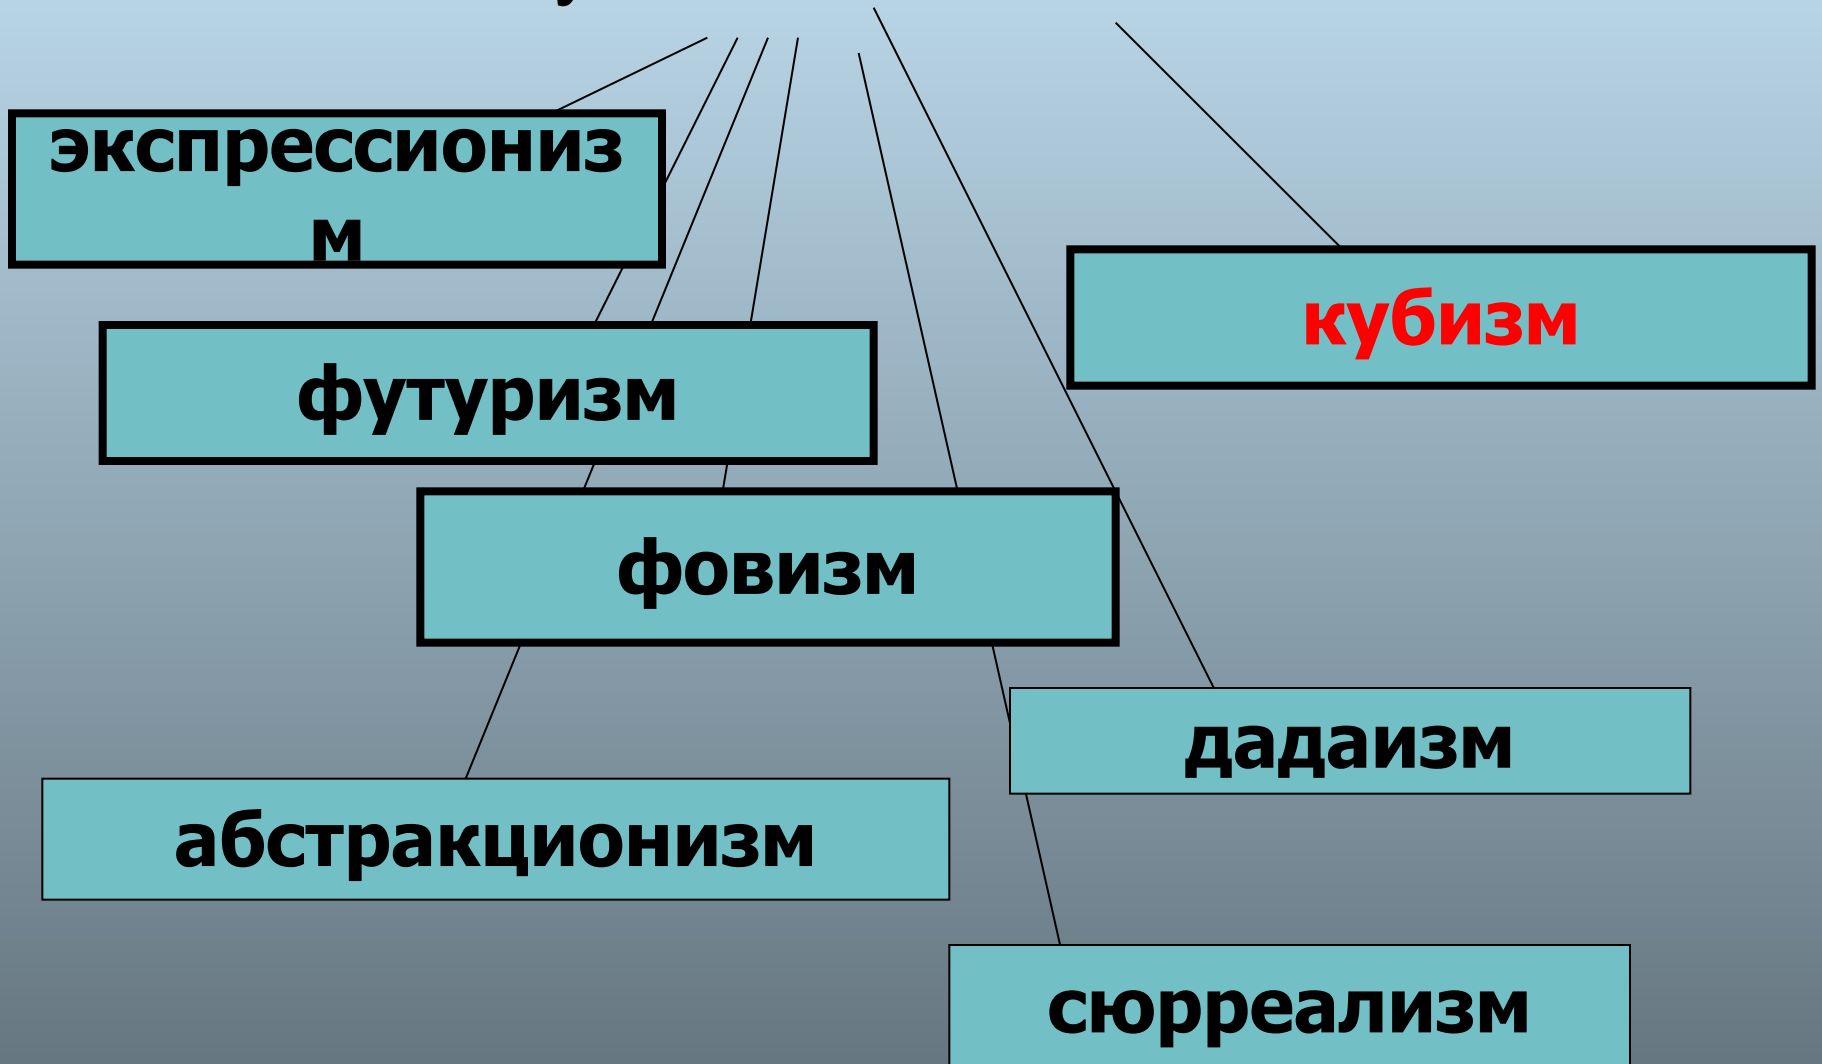 экспрессиониз
м
кубизм
футуризм
фовизм
дадаизм
абстракционизм
сюрреализм